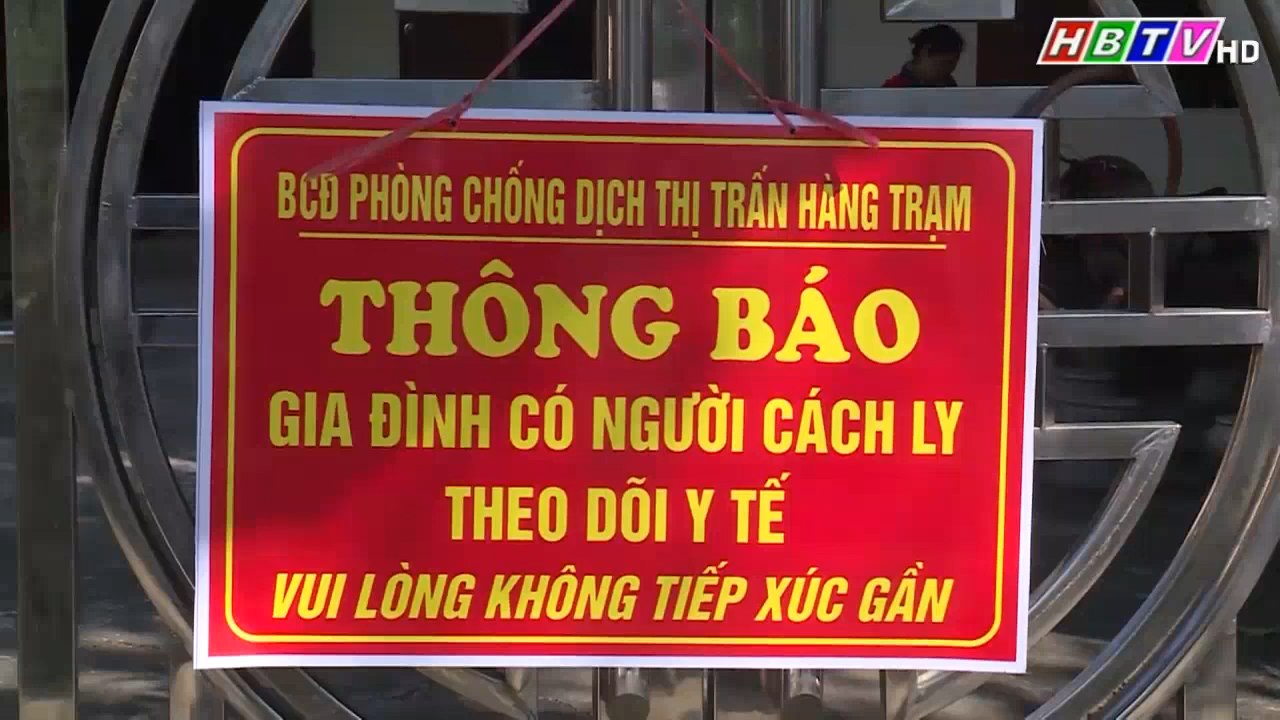 HBTV HD
BCĐ PHÒNG CHỐNG DỊCH THỊ TRẤN HÀNG TRẠM
THÔNG BÁO
GIA ĐÌNH CÓ NGƯỜI CÁCH LY
THEO DÕI Y TẾ
VUI LÒNG KHÔNG TIẾP XÚC GẦN